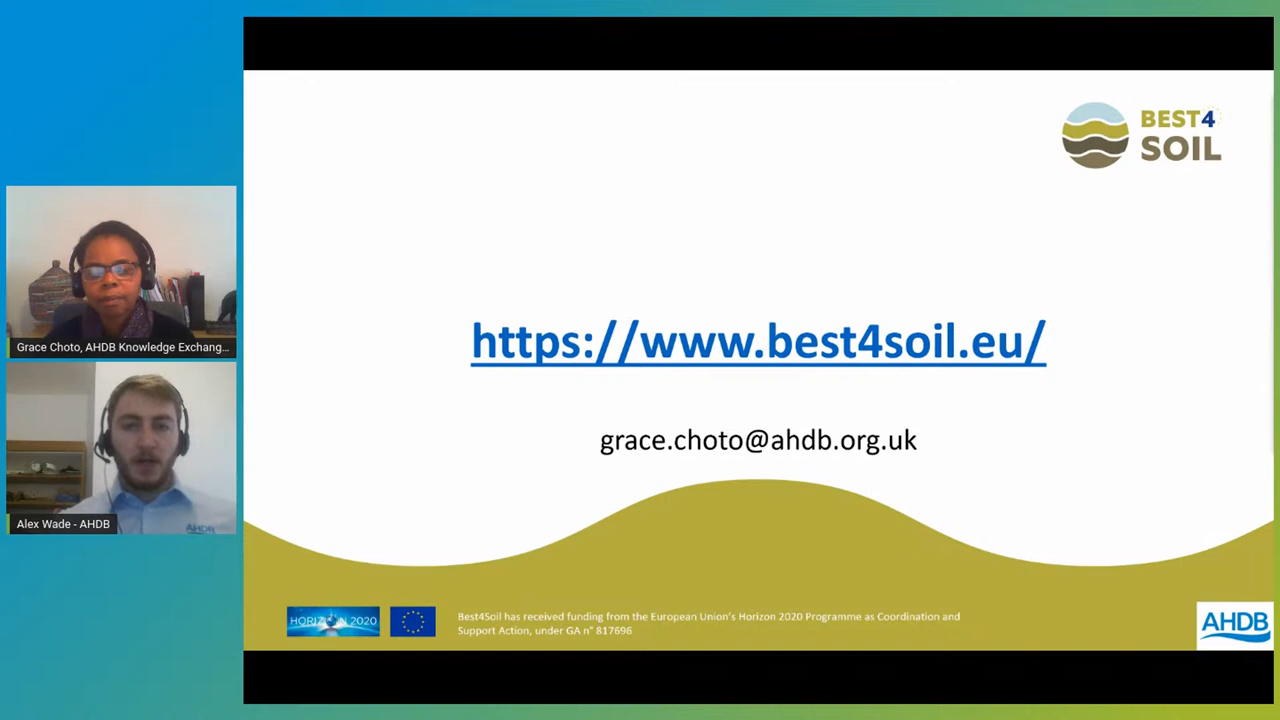 BEST4
SOIL
https://www.best4soil.eu/
grace.choto@ahdb.org.uk
Grace Choto, AHDB Knowledge Exchang...
AHDB
Alex Wade - AHDB
HORIZON 2020
Best4Soil has received funding from the European Union's Horizon 2020 Programme as Coordination and
Support Action, under GA n° 817696
AHDB